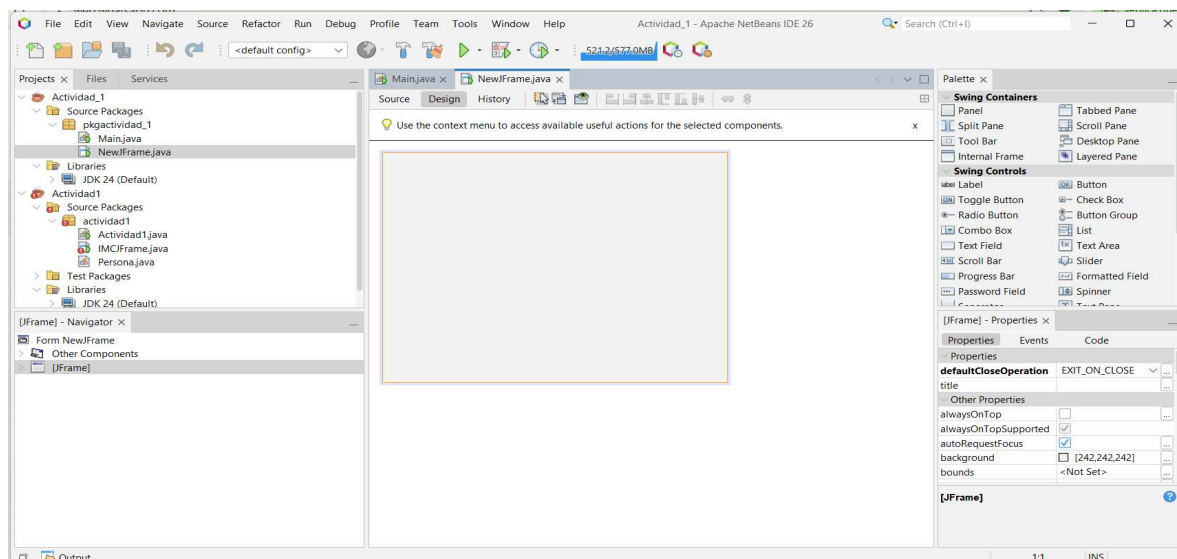 File Edit View Navigate Source Refactor Run Debug Profile Team Tools Window Help Actividad_1 - Apache NetBeans IDE 26 Search (Ctrl+I)
<default config> 521.2/577.0MB
Projects Files Services
Actividad_1
Source Packages
pkgactividad_1
Main.java
NewJFrame.java
Libraries
JDK 24 (Default)
Actividad1
Source Packages
actividad1
Actividad1.java
IMCJFrame.java
Persona.java
Test Packages
Libraries
JDK 24 (Default)
[JFrame] - Navigator
Form NewJFrame
Other Components
[JFrame]
Main.java NewJFrame.java
Source Design History
Use the context menu to access available useful actions for the selected components. x
Palette
Swing Containers
Panel Tabbed Pane
Split Pane Scroll Pane
Tool Bar Desktop Pane
Internal Frame Layered Pane
Swing Controls
label Label OK Button
ON Toggle Button Check Box
Radio Button Button Group
Combo Box List
Text Field Text Area
Scroll Bar Slider
Progress Bar Formatted Field
Password Field Spinner
[JFrame] - Properties
Properties Events Code
Properties
defaultCloseOperation EXIT_ON_CLOSE ...
title ...
Other Properties
alwaysOnTop ...
alwaysOnTopSupported
autoRequestFocus ...
background [242,242,242] ...
bounds <Not Set> ...
[JFrame]
Output 1:1 INS